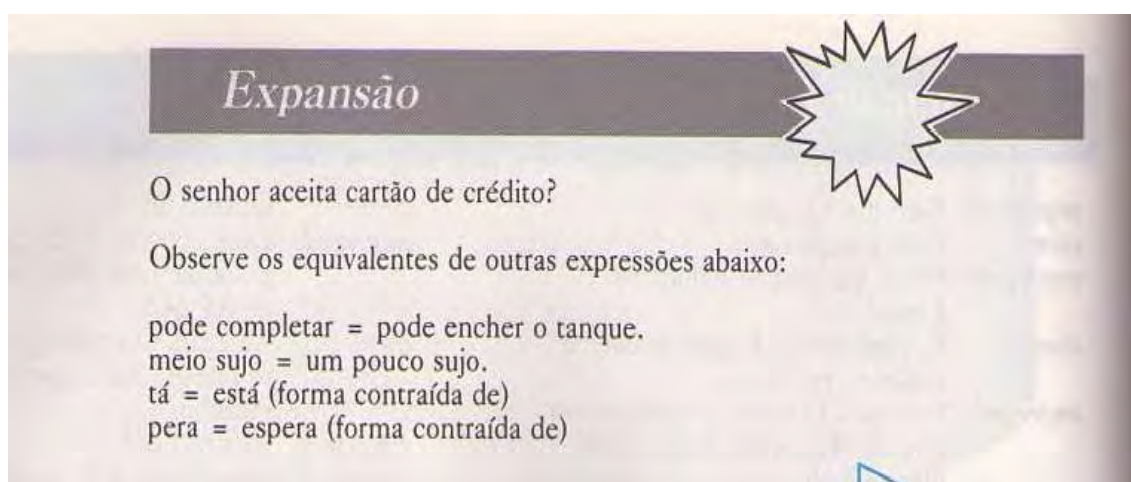 Expansão
O senhor aceita cartão de crédito?
Observe os equivalentes de outras expressões abaixo:
pode completar = pode encher o tanque.
meio sujo = um pouco sujo.
tá = está (forma contraída de)
pera = espera (forma contraída de)